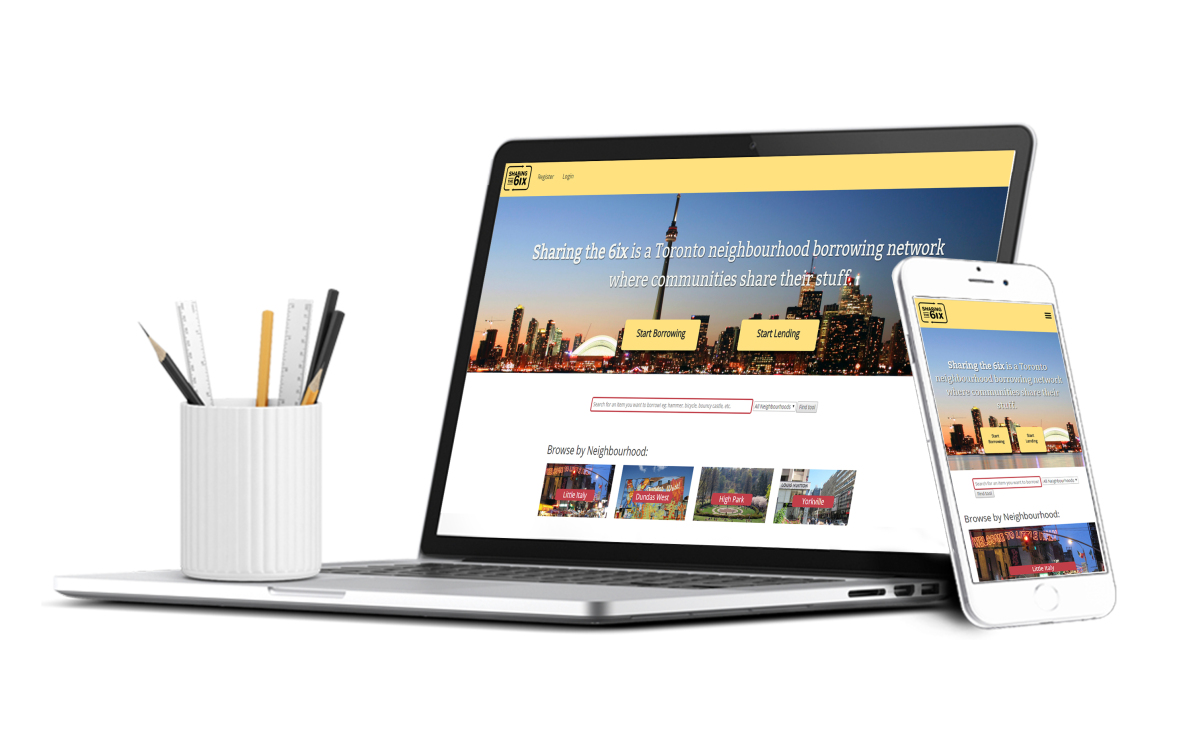 SHARING
THE 6IX
Register
Login
Sharing the 6ix is a Toronto neighbourhood borrowing network
where communities share their stuff.
Start Borrowing
Start Lending
Search for an item you want to borrow! eg. hammer, bicycle, bouncy castle, etc.
All Neighbourhoods
Find tool
Browse by Neighbourhood:
Little Italy
Dundas West
High Park
Yorkville
SHARING
THE 6IX
Sharing the 6ix is a Toronto
neighbourhood borrowing network
where communities share their
stuff.
Start
Borrowing
Start
Lending
Search for an item you want to borrow!
All Neighbourhoods
Find tool
Browse by Neighbourhood:
Little Italy